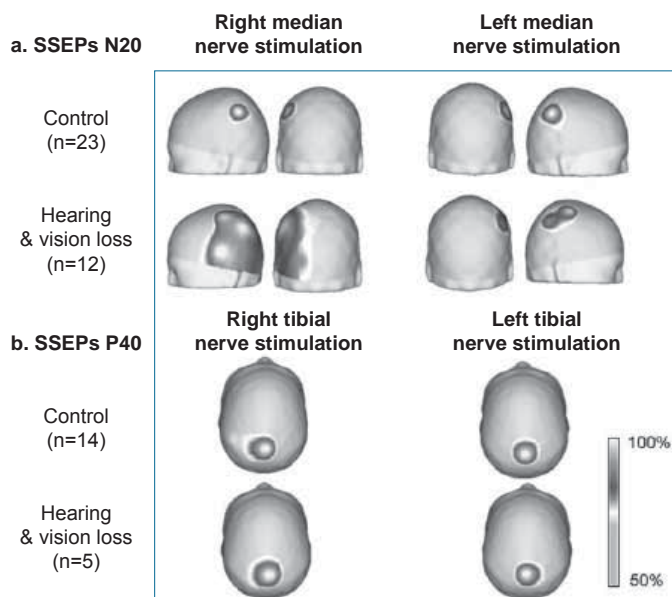 Right median
nerve stimulation
Left median
nerve stimulation
a. SSEPs N20
Control
(n=23)
Hearing
& vision loss
(n=12)
Right tibial
nerve stimulation
Left tibial
nerve stimulation
b. SSEPs P40
Control
(n=14)
100%
Hearing
& vision loss
(n=5)
50%